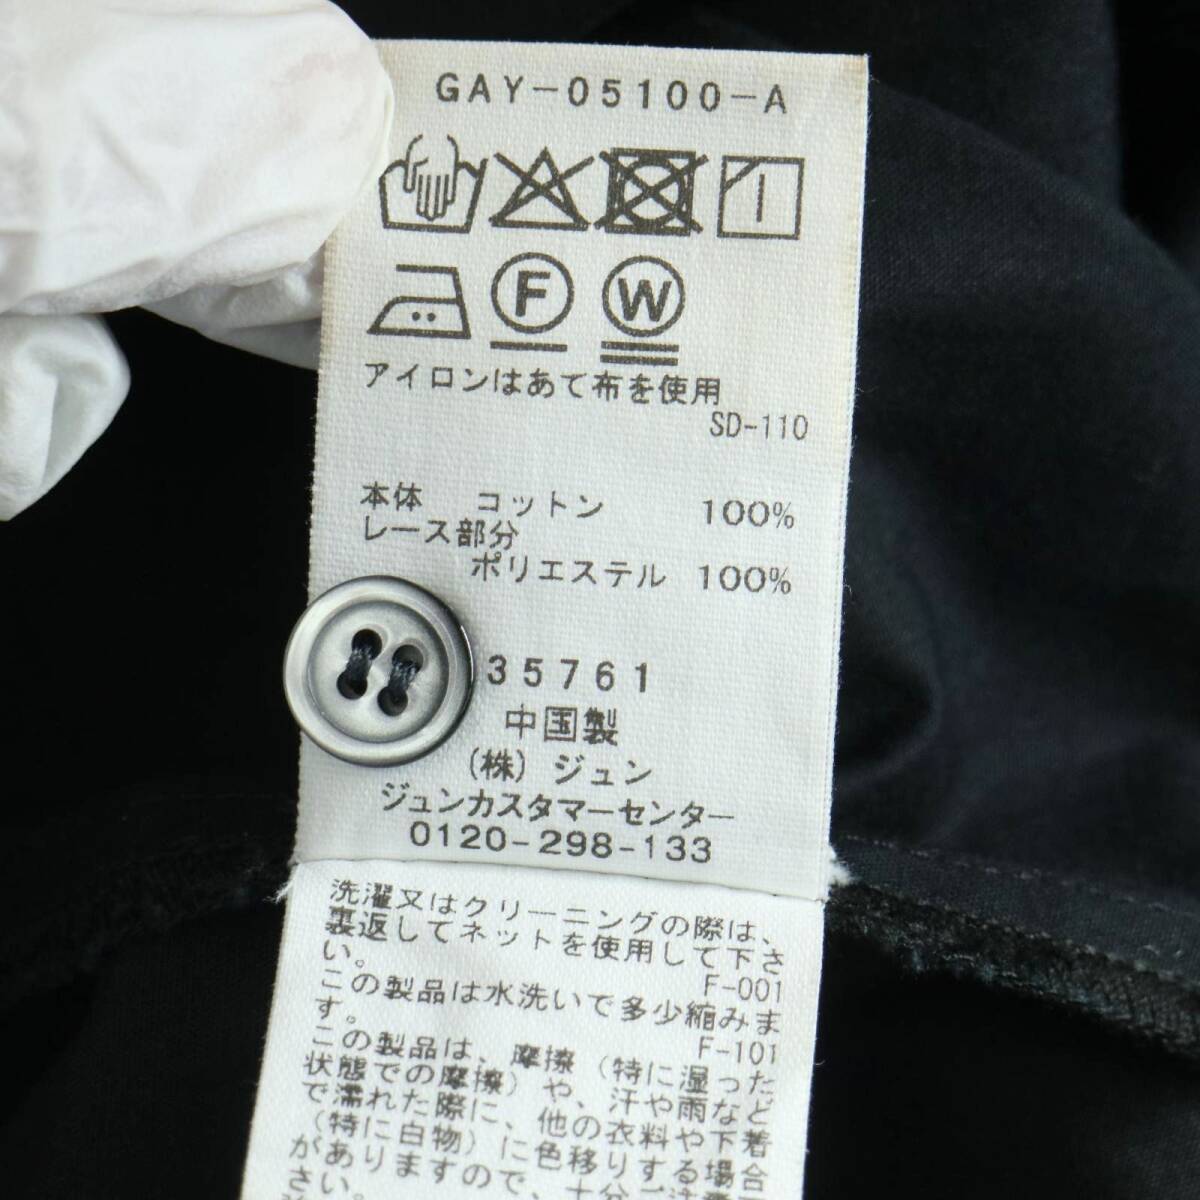 GAY-05100-A
F W
アイロンはあて布を使用
SD-110
本体 コットン 100%
レース部分
ポリエステル 100%
35761
中国製
(株) ジュン
ジュンカスタマーセンター
0120-298-133
洗濯又はクリーニングの際は、
裏返してネットを使用して下さ
い。
F-001
この製品は水洗いで多少縮みま
す。
F-101
この製品は、摩擦(特に湿った
状態での摩擦)や、汗や雨など
で濡れた際に、他の衣料や下着
(特に白物)に色移りする場合
がありますので、十分ご注意下
さい。